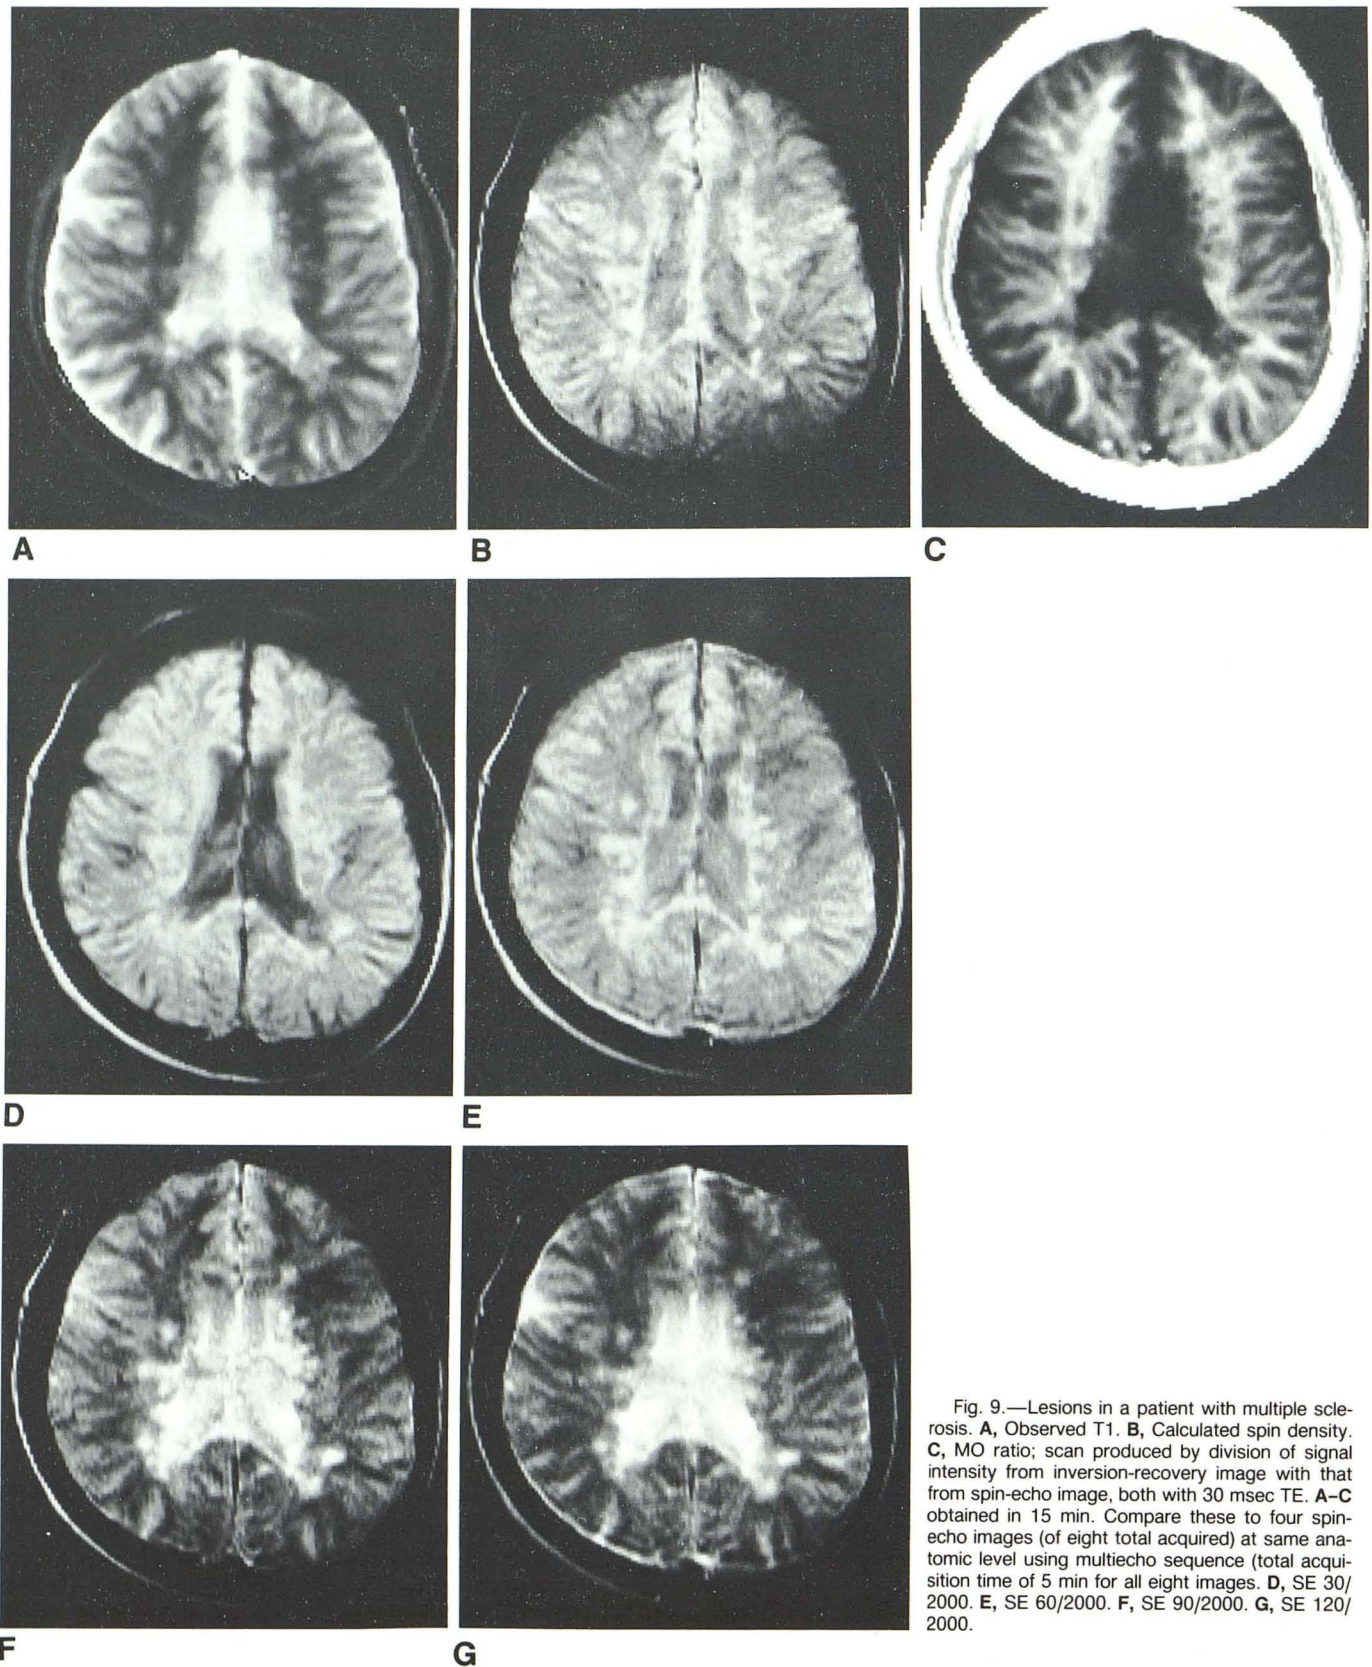 A
B
C
D
E
F
G
Fig. 9.—Lesions in a patient with multiple scle-
rosis. A, Observed T1. B, Calculated spin density.
C, MO ratio; scan produced by division of signal
intensity from inversion-recovery image with that
from spin-echo image, both with 30 msec TE. A–C
obtained in 15 min. Compare these to four spin-
echo images (of eight total acquired) at same ana-
tomic level using multiecho sequence (total acqui-
sition time of 5 min for all eight images. D, SE 30/
2000. E, SE 60/2000. F, SE 90/2000. G, SE 120/
2000.